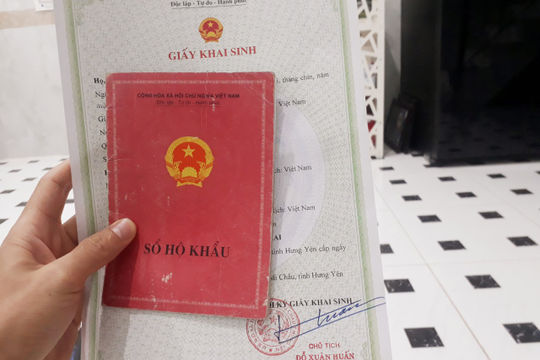 Độc lập - Tự do - Hạnh phúc
GIẤY KHAI SINH
Họ,
tháng, năm
CỘNG HÒA XÃ HỘI CHỦ NGHĨA VIỆT NAM
Độc lập - Tự do - Hạnh phúc
Việt Nam
Việt Nam
Việt Nam
SỔ HỘ KHẨU
tỉnh Hưng Yên cấp ngày
Châu, tỉnh Hưng Yên
KÝ GIẤY KHAI SINH
CHỦ TỊCH
ĐỖ XUÂN HUẤN